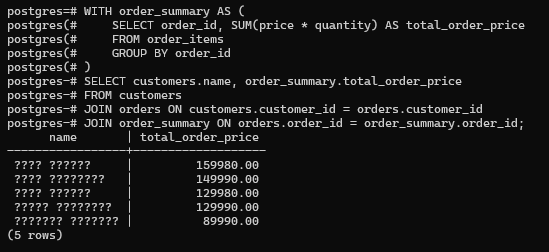 postgres=# WITH order_summary AS (
postgres(#     SELECT order_id, SUM(price * quantity) AS total_order_price
postgres(#     FROM order_items
postgres(#     GROUP BY order_id
postgres(# )
postgres-# SELECT customers.name, order_summary.total_order_price
postgres-# FROM customers
postgres-# JOIN orders ON customers.customer_id = orders.customer_id
postgres-# JOIN order_summary ON orders.order_id = order_summary.order_id;
      name       | total_order_price
-----------------+-------------------
 ???? ??????     |         159980.00
 ???? ????????   |         149990.00
 ???? ??????     |         129980.00
 ????? ????????  |         129990.00
 ??????? ??????? |          89990.00
(5 rows)